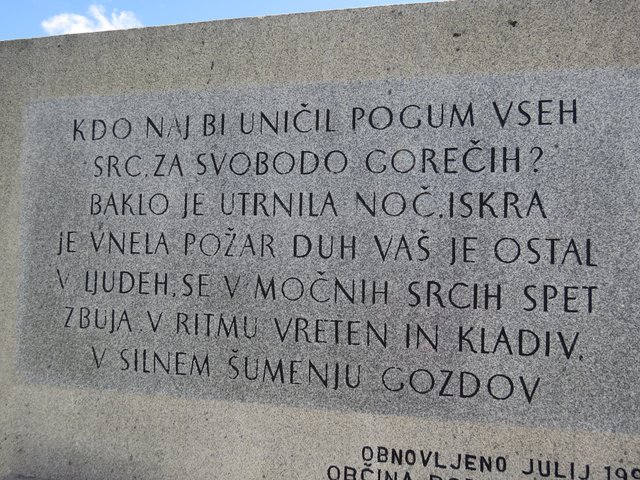 KDO NAJ BI UNIČIL POGUM VSEH
SRC, ZA SVOBODO GOREČIH?
BAKLO JE UTRNILA NOČ, ISKRA
JE VNELA POŽAR DUH VAŠ JE OSTAL
V LJUDEH, SE V MOČNIH SRCIH SPET
ZBUJA, V RITMU VRETEN IN KLADIV,
V SILNEM ŠUMENJU GOZDOV
OBNOVLJENO JULIJ
OBČINA